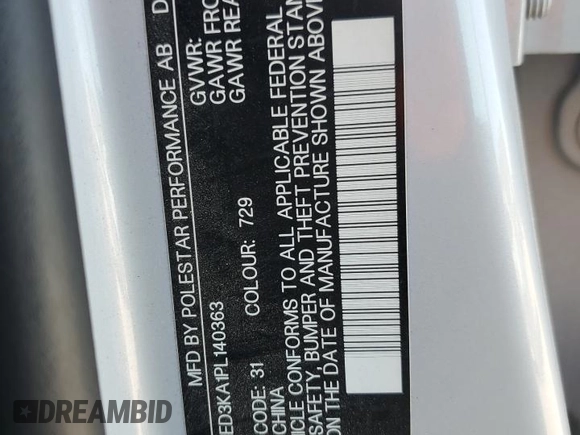 MFD BY POLESTAR PERFORMANCE AB
GVWR:
GAWR FRO
GAWR REA
ED3KA1PL140363
CODE: 31 COLOUR: 729
ICLE CONFORMS TO ALL APPLICABLE FEDERAL
SAFETY, BUMPER AND THEFT PREVENTION STAN
ON THE DATE OF MANUFACTURE SHOWN ABOV
CHINA
DREAMBID